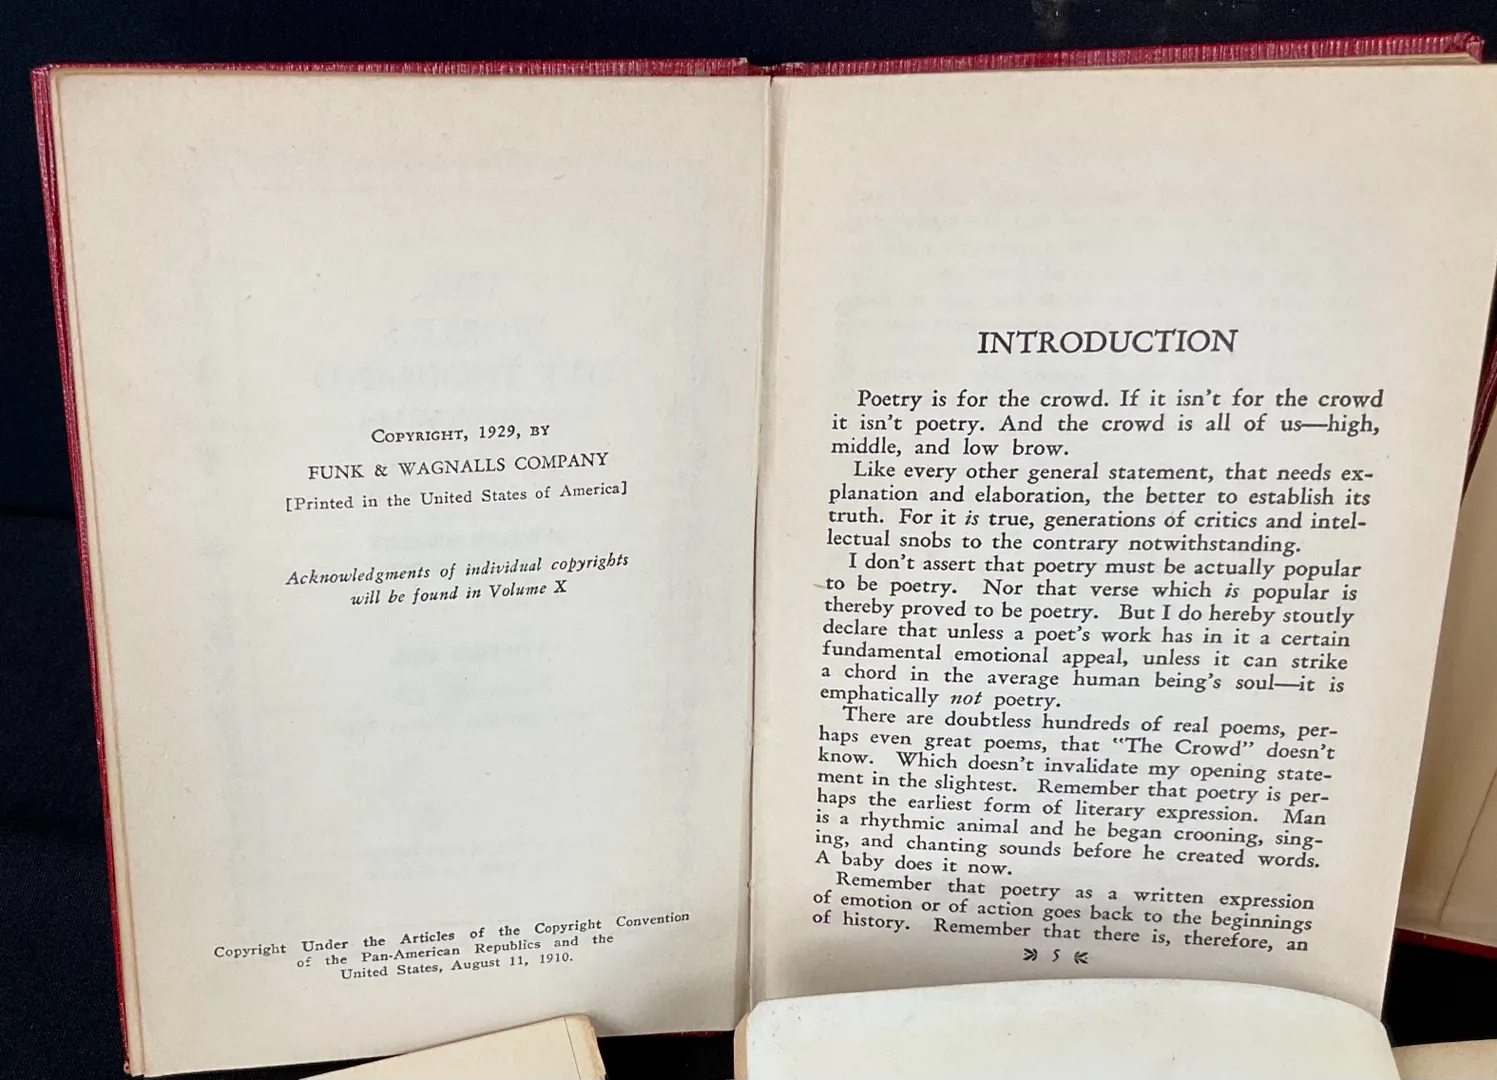 COPYRIGHT, 1929, BY
FUNK & WAGNALLS COMPANY
[Printed in the United States of America]
Acknowledgments of individual copyrights
will be found in Volume X
Copyright Under the Articles of the Copyright Convention
of the Pan-American Republics and the
United States, August 11, 1910.
INTRODUCTION
Poetry is for the crowd. If it isn't for the crowd
it isn't poetry. And the crowd is all of us—high,
middle, and low brow.
Like every other general statement, that needs ex-
planation and elaboration, the better to establish its
truth. For it is true, generations of critics and intel-
lectual snobs to the contrary notwithstanding.
I don't assert that poetry must be actually popular
to be poetry. Nor that verse which is popular is
thereby proved to be poetry. But I do hereby stoutly
declare that unless a poet's work has in it a certain
fundamental emotional appeal, unless it can strike
a chord in the average human being's soul—it is
emphatically not poetry.
There are doubtless hundreds of real poems, per-
haps even great poems, that "The Crowd" doesn't
know. Which doesn't invalidate my opening state-
ment in the slightest. Remember that poetry is per-
haps the earliest form of literary expression. Man
is a rhythmic animal and he began crooning, sing-
ing, and chanting sounds before he created words.
A baby does it now.
Remember that poetry as a written expression
of emotion or of action goes back to the beginnings
of history. Remember that there is, therefore, an
5